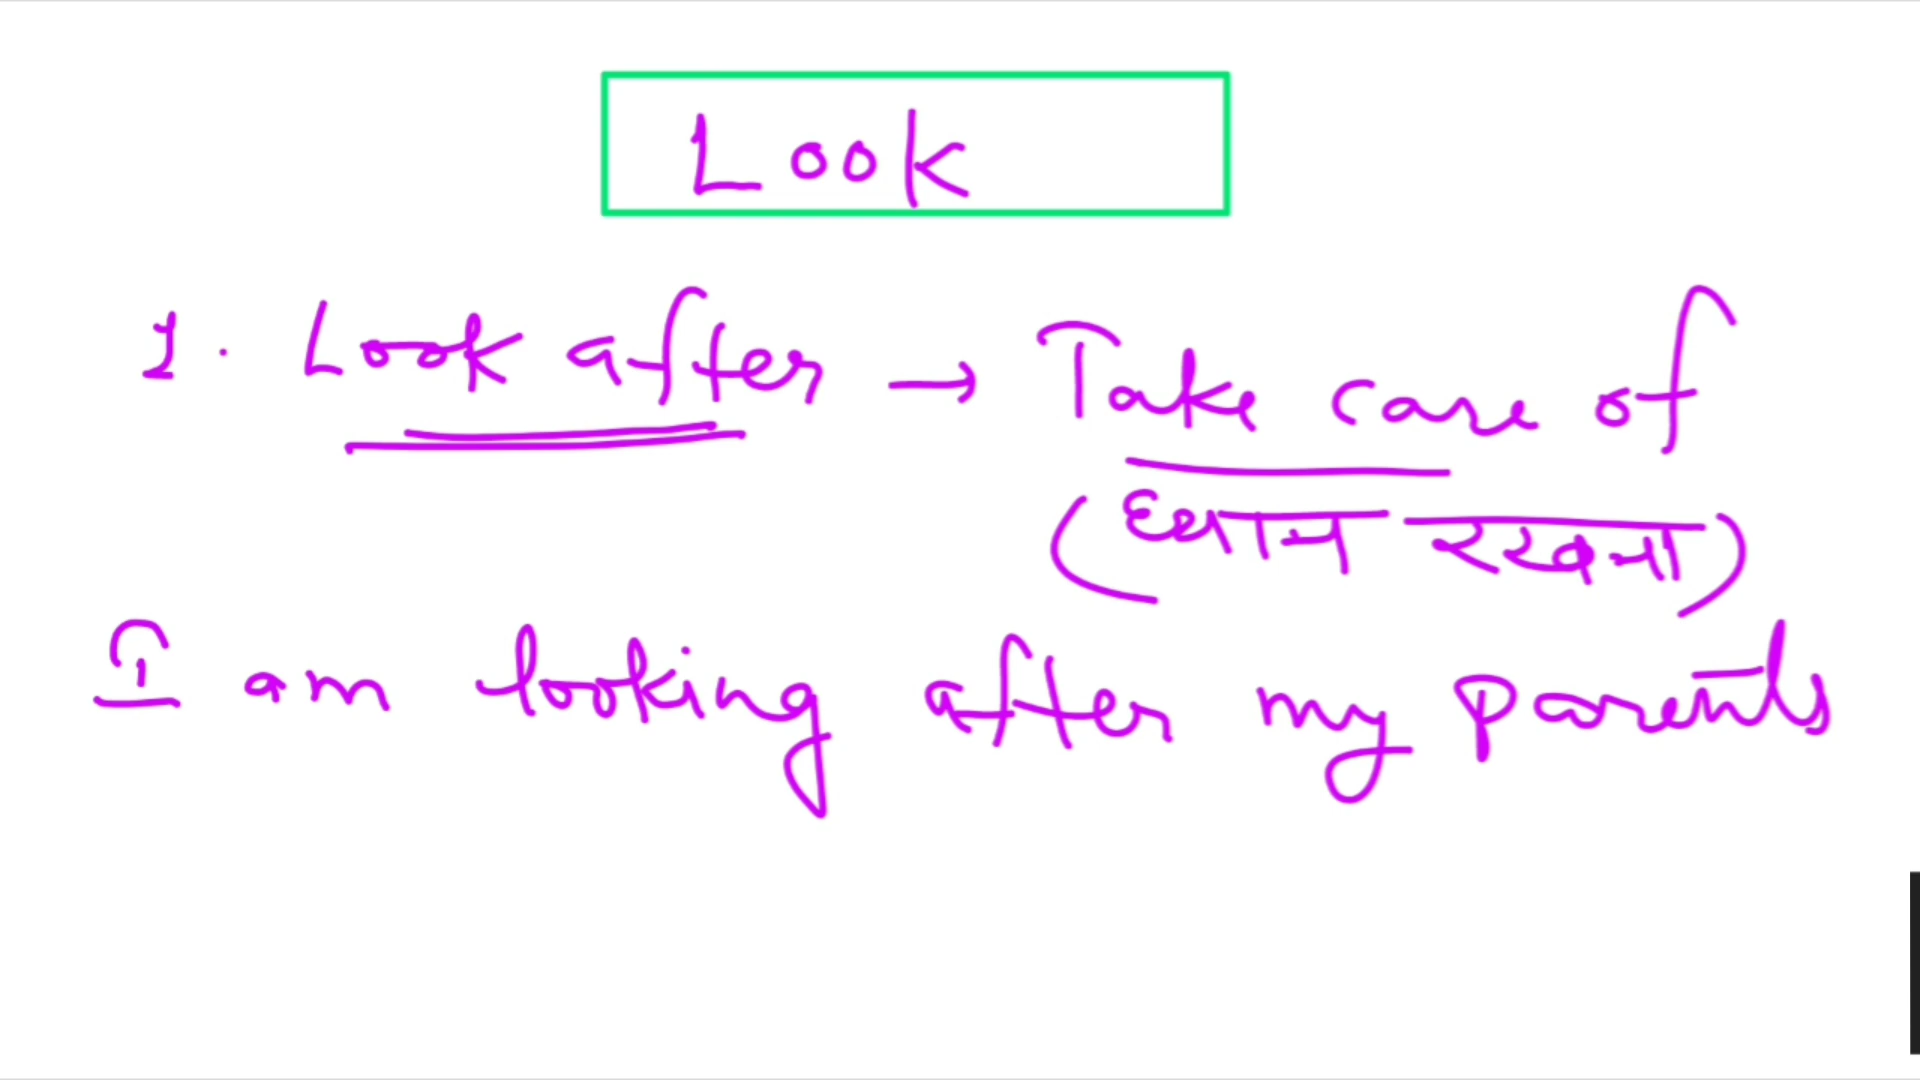 Look
1. Look after → Take care of
(ध्यान रखना)
I am looking after my parents